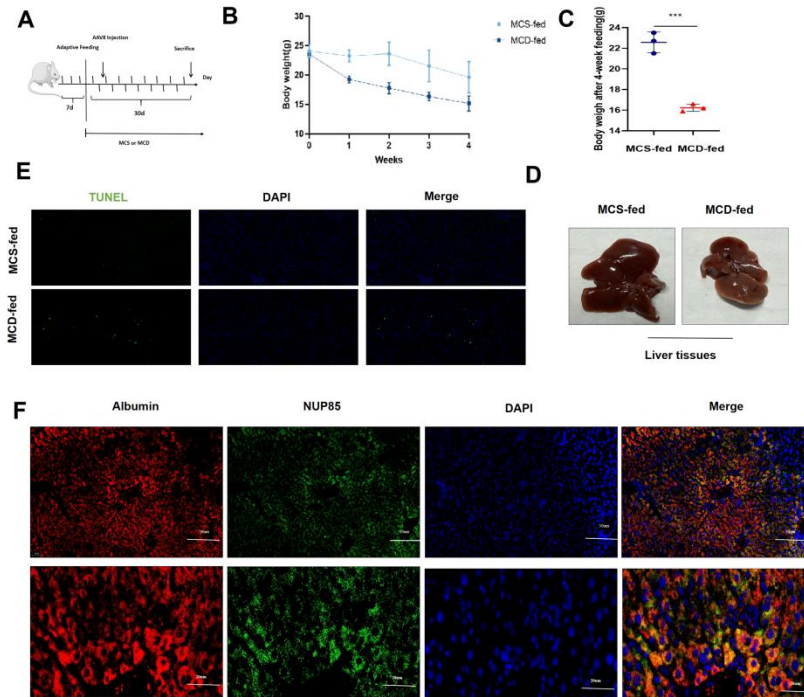 A
AAV8 Injection
Adaptive Feeding
Sacrifice
Day
7d
30d
MCS or MCD
B
MCS-fed
MCD-fed
Body weight(g)
40
30
20
10
0
0 1 2 3 4
Weeks
C
***
Body weigh after 4-week feeding(g)
24
22
20
18
16
14
MCS-fed MCD-fed
D
MCS-fed MCD-fed
Liver tissues
E
TUNEL DAPI Merge
MCS-fed
MCD-fed
F
Albumin NUP85 DAPI Merge